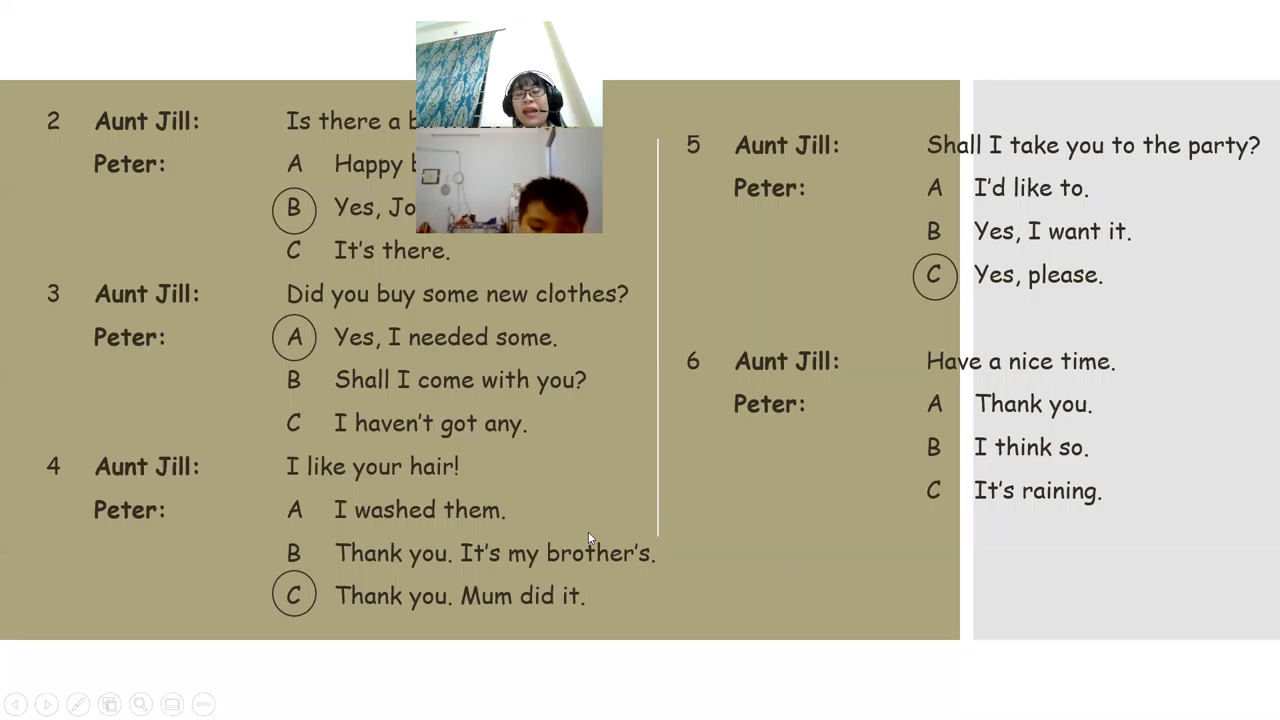 2 Aunt Jill: Is there a
Peter: A Happy
B Yes,
C It's there.
3 Aunt Jill: Did you buy some new clothes?
Peter: A Yes, I needed some.
B Shall I come with you?
C I haven't got any.
4 Aunt Jill: I like your hair!
Peter: A I washed them.
B Thank you. It's my brother's.
C Thank you. Mum did it.
5 Aunt Jill: Shall I take you to the party?
Peter: A I'd like to.
B Yes, I want it.
C Yes, please.
6 Aunt Jill: Have a nice time.
Peter: A Thank you.
B I think so.
C It's raining.